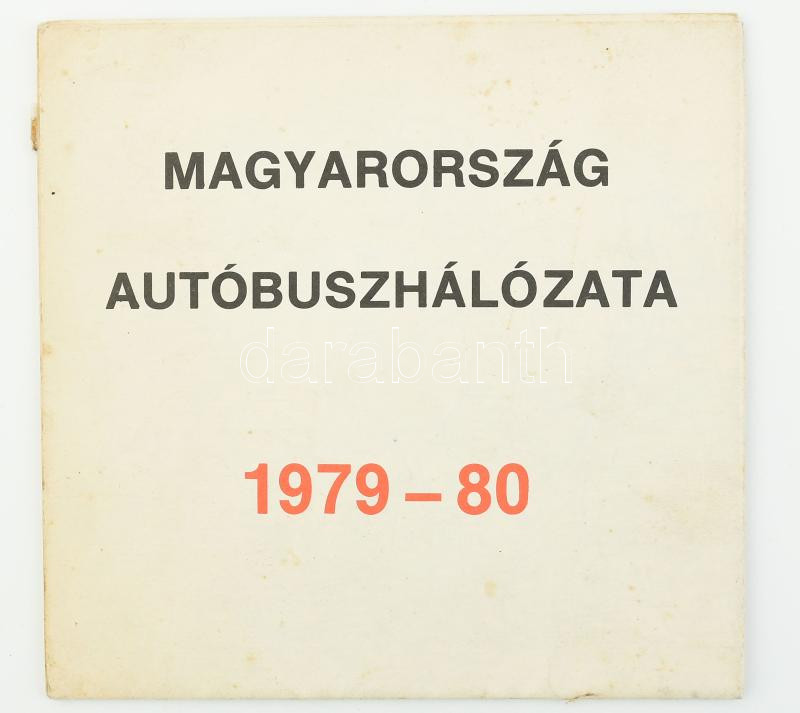 MAGYARORSZÁG
AUTÓBUSZHÁLÓZATA
darabanth
1979 – 80